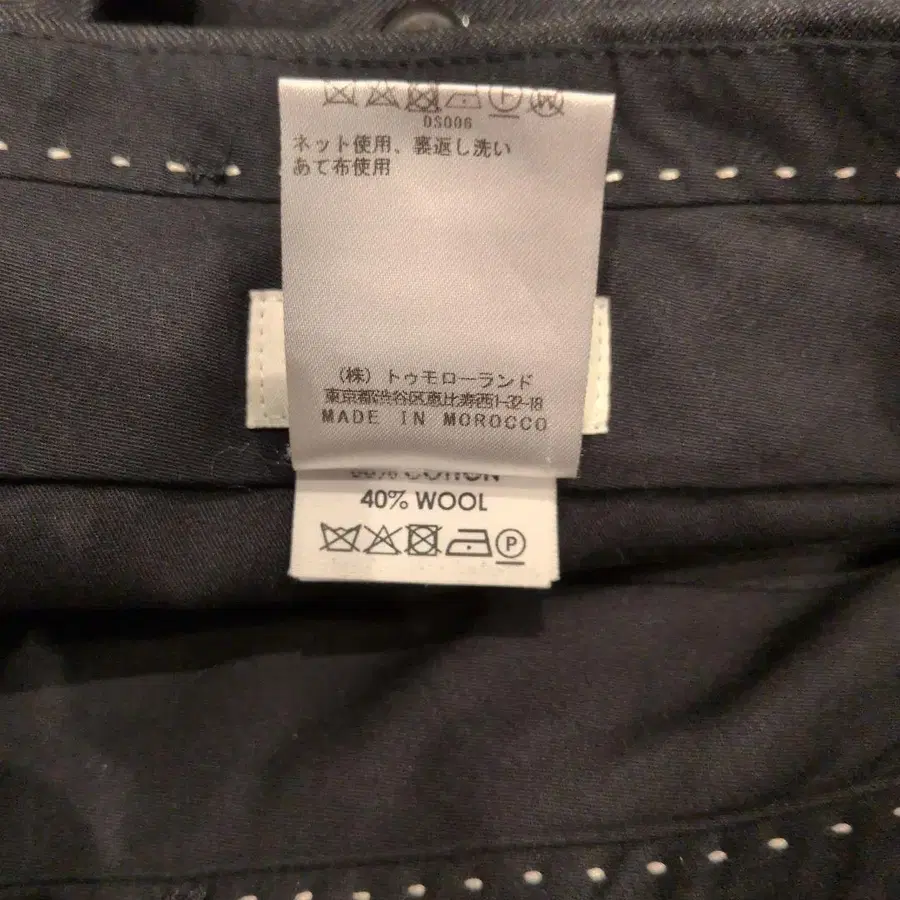 DS006
ネット使用、裏返し洗い
あて布使用
(株) トゥモローランド
東京都渋谷区恵比寿西1-32-18
MADE IN MOROCCO
COTTON
40% WOOL
P